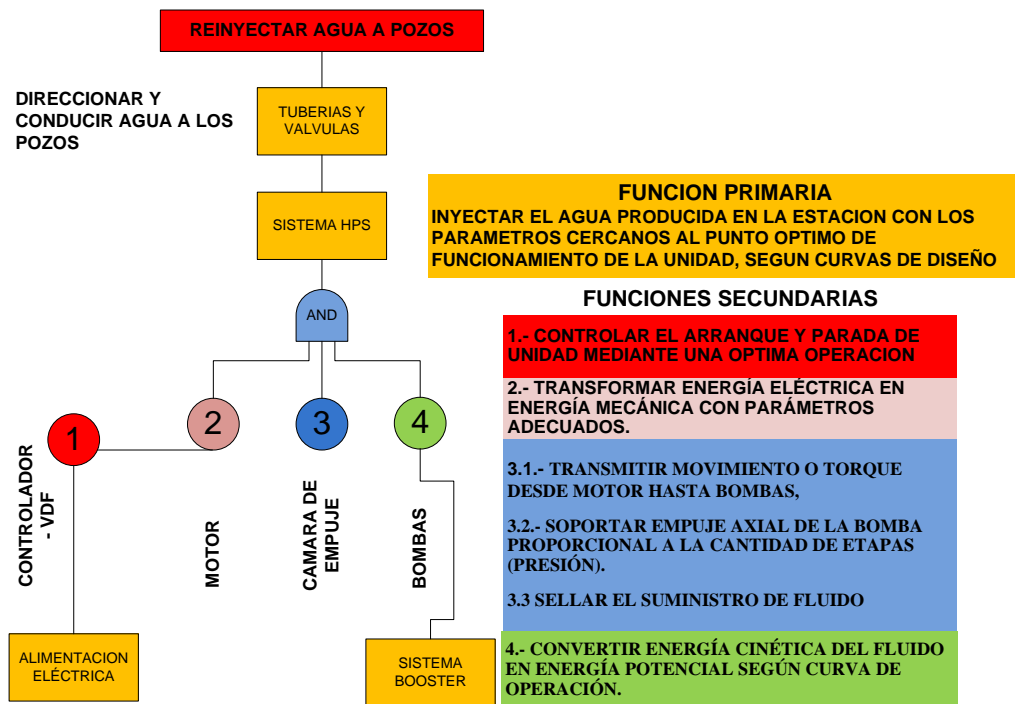 REINYECTAR AGUA A POZOS
DIRECCIONAR Y
CONDUCIR AGUA A LOS
POZOS
TUBERIAS Y
VALVULAS
SISTEMA HPS
FUNCION PRIMARIA
INYECTAR EL AGUA PRODUCIDA EN LA ESTACION CON LOS
PARAMETROS CERCANOS AL PUNTO OPTIMO DE
FUNCIONAMIENTO DE LA UNIDAD, SEGUN CURVAS DE DISEÑO
FUNCIONES SECUNDARIAS
AND
1.- CONTROLAR EL ARRANQUE Y PARADA DE
UNIDAD MEDIANTE UNA OPTIMA OPERACION
2.- TRANSFORMAR ENERGÍA ELÉCTRICA EN
ENERGÍA MECÁNICA CON PARÁMETROS
ADECUADOS.
1
2
3
4
3.1.- TRANSMITIR MOVIMIENTO O TORQUE
DESDE MOTOR HASTA BOMBAS,
3.2.- SOPORTAR EMPUJE AXIAL DE LA BOMBA
PROPORCIONAL A LA CANTIDAD DE ETAPAS
(PRESIÓN).
3.3 SELLAR EL SUMINISTRO DE FLUIDO
CONTROLADOR
- VDF
MOTOR
CAMARA DE
EMPUJE
BOMBAS
ALIMENTACION
ELÉCTRICA
SISTEMA
BOOSTER
4.- CONVERTIR ENERGÍA CINÉTICA DEL FLUIDO
EN ENERGÍA POTENCIAL SEGÚN CURVA DE
OPERACIÓN.